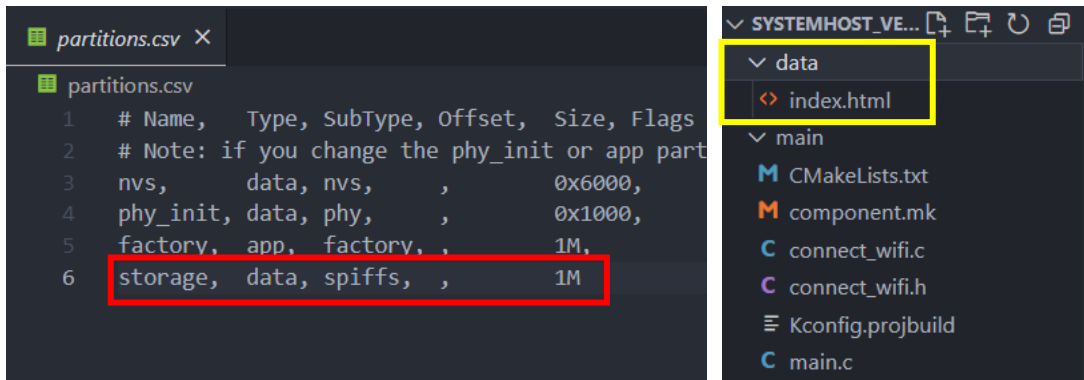 partitions.csv
partitions.csv
1 # Name, Type, SubType, Offset, Size, Flags
2 # Note: if you change the phy_init or app part
3 nvs, data, nvs, , 0x6000,
4 phy_init, data, phy, , 0x1000,
5 factory, app, factory, , 1M,
6 storage, data, spiffs, , 1M
SYSTEMHOST_VE...
data
<> index.html
main
M CMakeLists.txt
M component.mk
C connect_wifi.c
C connect_wifi.h
Kconfig.projbuild
C main.c